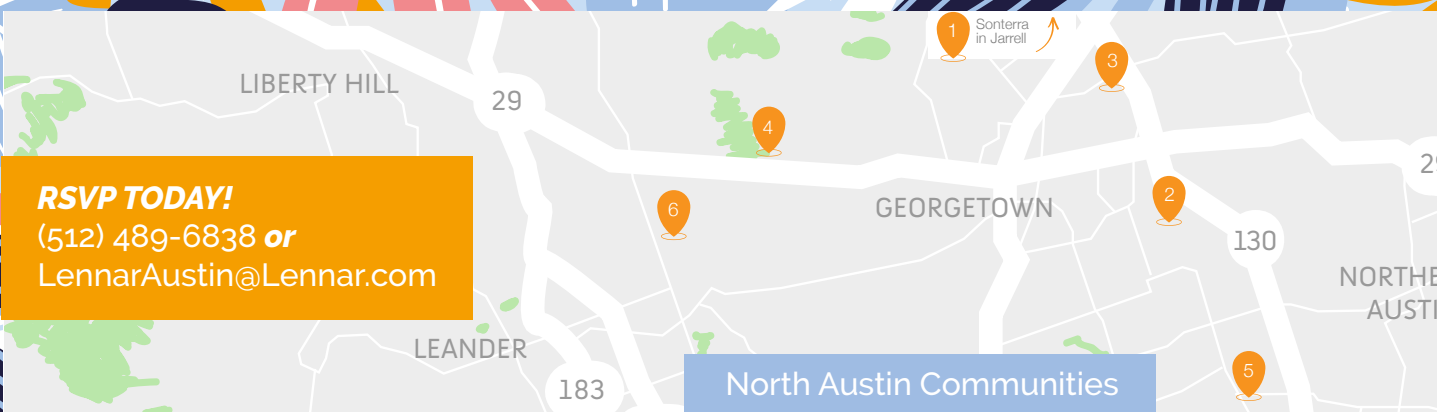 1
Sonterra
in Jarrell
3
LIBERTY HILL
29
4
RSVP TODAY!
(512) 489-6838 or
LennarAustin@Lennar.com
6
GEORGETOWN
2
130
LEANDER
183
North Austin Communities
5